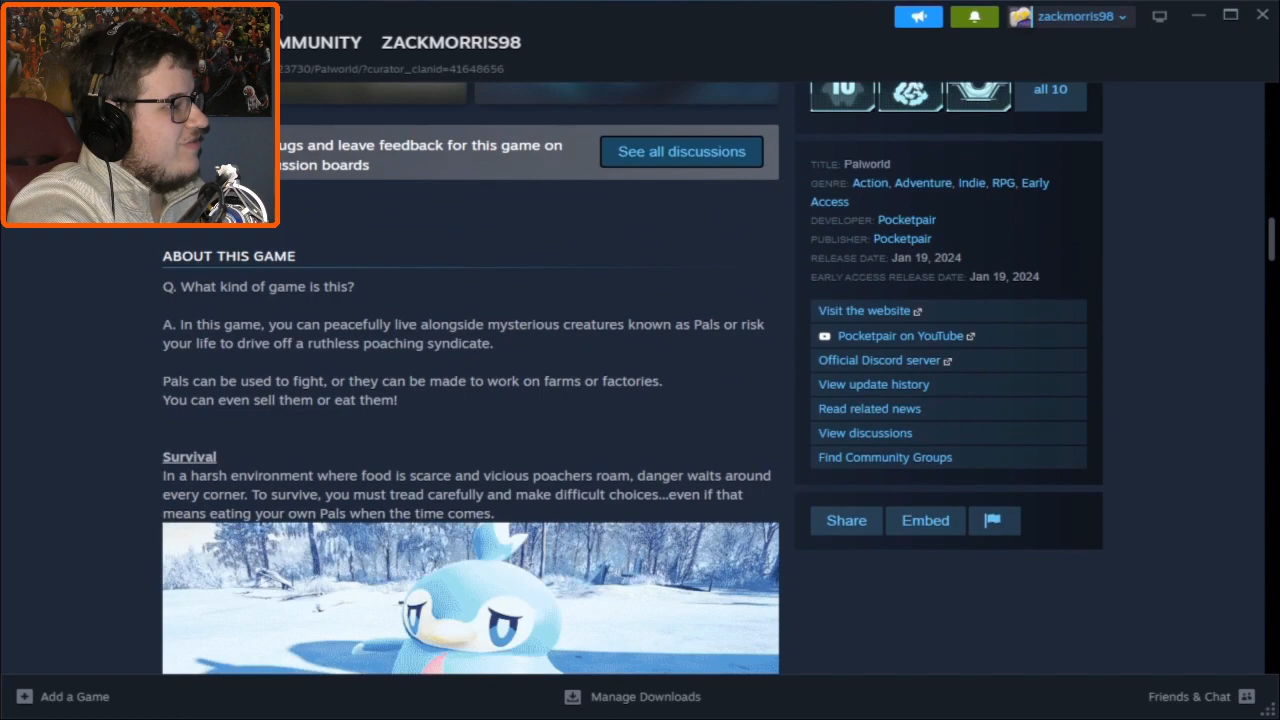 MMUNITY ZACKMORRIS98
zackmorris98
23730/Palworld/?curator_clanid=41648656
10
all 10
ugs and leave feedback for this game on
ssion boards
See all discussions
ABOUT THIS GAME
Q. What kind of game is this?
A. In this game, you can peacefully live alongside mysterious creatures known as Pals or risk
your life to drive off a ruthless poaching syndicate.
Pals can be used to fight, or they can be made to work on farms or factories.
You can even sell them or eat them!
Survival
In a harsh environment where food is scarce and vicious poachers roam, danger waits around
every corner. To survive, you must tread carefully and make difficult choices...even if that
means eating your own Pals when the time comes.
TITLE: Palworld
GENRE: Action, Adventure, Indie, RPG, Early
Access
DEVELOPER: Pocketpair
PUBLISHER: Pocketpair
RELEASE DATE: Jan 19, 2024
EARLY ACCESS RELEASE DATE: Jan 19, 2024
Visit the website
Pocketpair on YouTube
Official Discord server
View update history
Read related news
View discussions
Find Community Groups
Share Embed
Add a Game
Manage Downloads
Friends & Chat